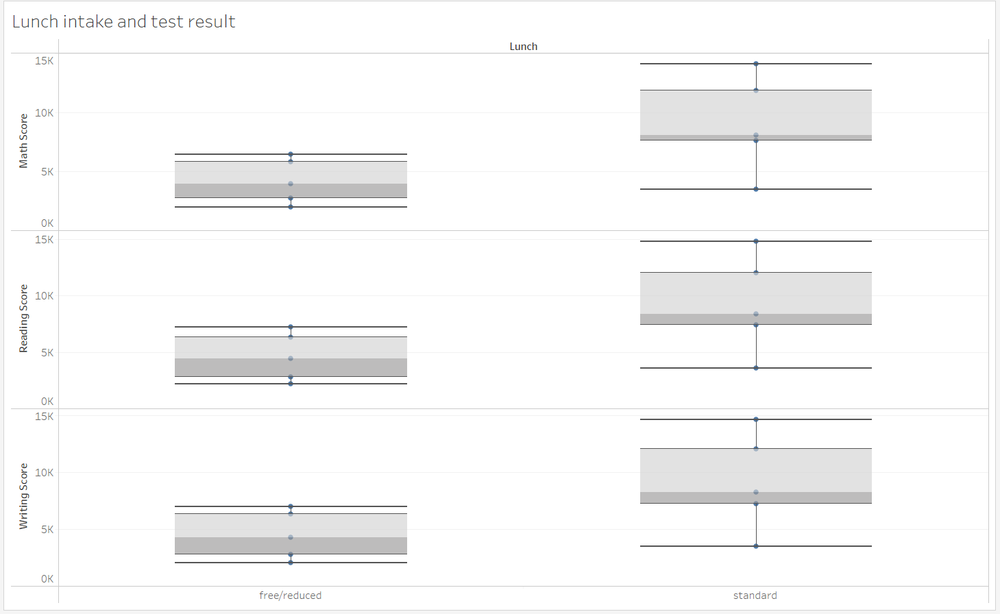 Lunch intake and test result
Lunch
15K
10K
5K
0K
Math Score
15K
10K
5K
0K
Reading Score
15K
10K
5K
0K
Writing Score
free/reduced
standard